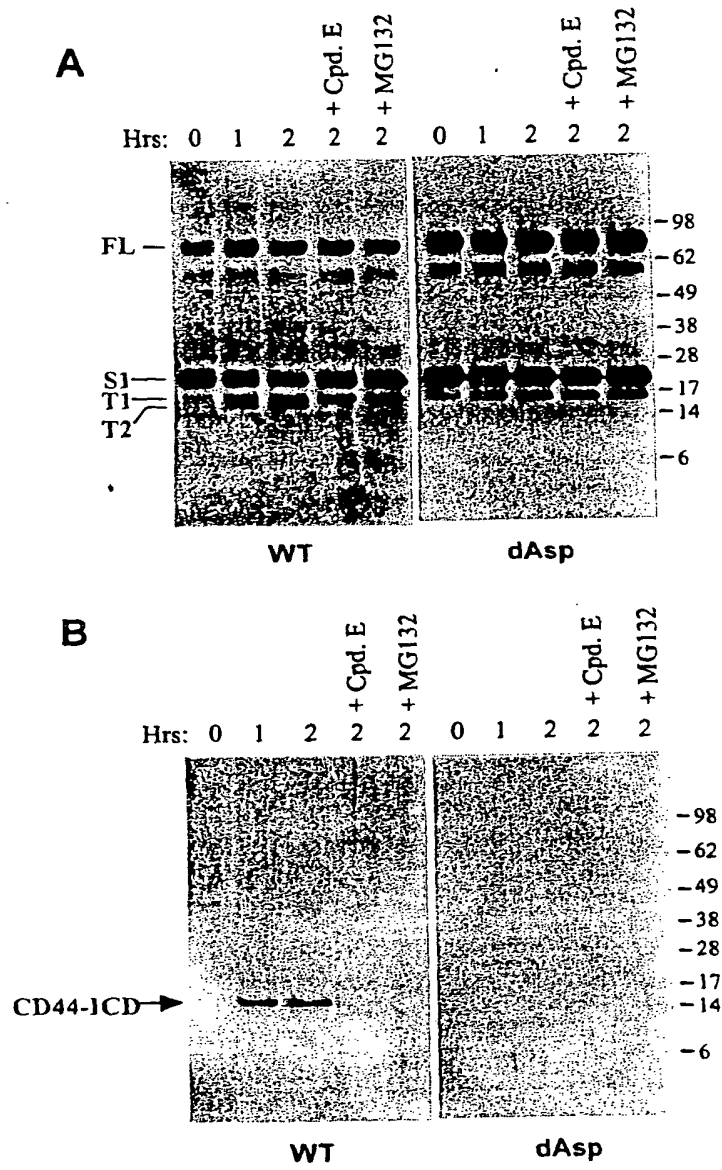 A
+ Cpd. E
+ MG132
+ Cpd. E
+ MG132
Hrs: 0 1 2 2 2 0 1 2 2 2
FL
S1
T1
T2
-98
-62
-49
-38
-28
-17
-14
-6
WT dAsp
B
+ Cpd. E
+ MG132
+ Cpd. E
+ MG132
Hrs: 0 1 2 2 2 0 1 2 2 2
CD44-ICD
-98
-62
-49
-38
-28
-17
-14
-6
WT dAsp